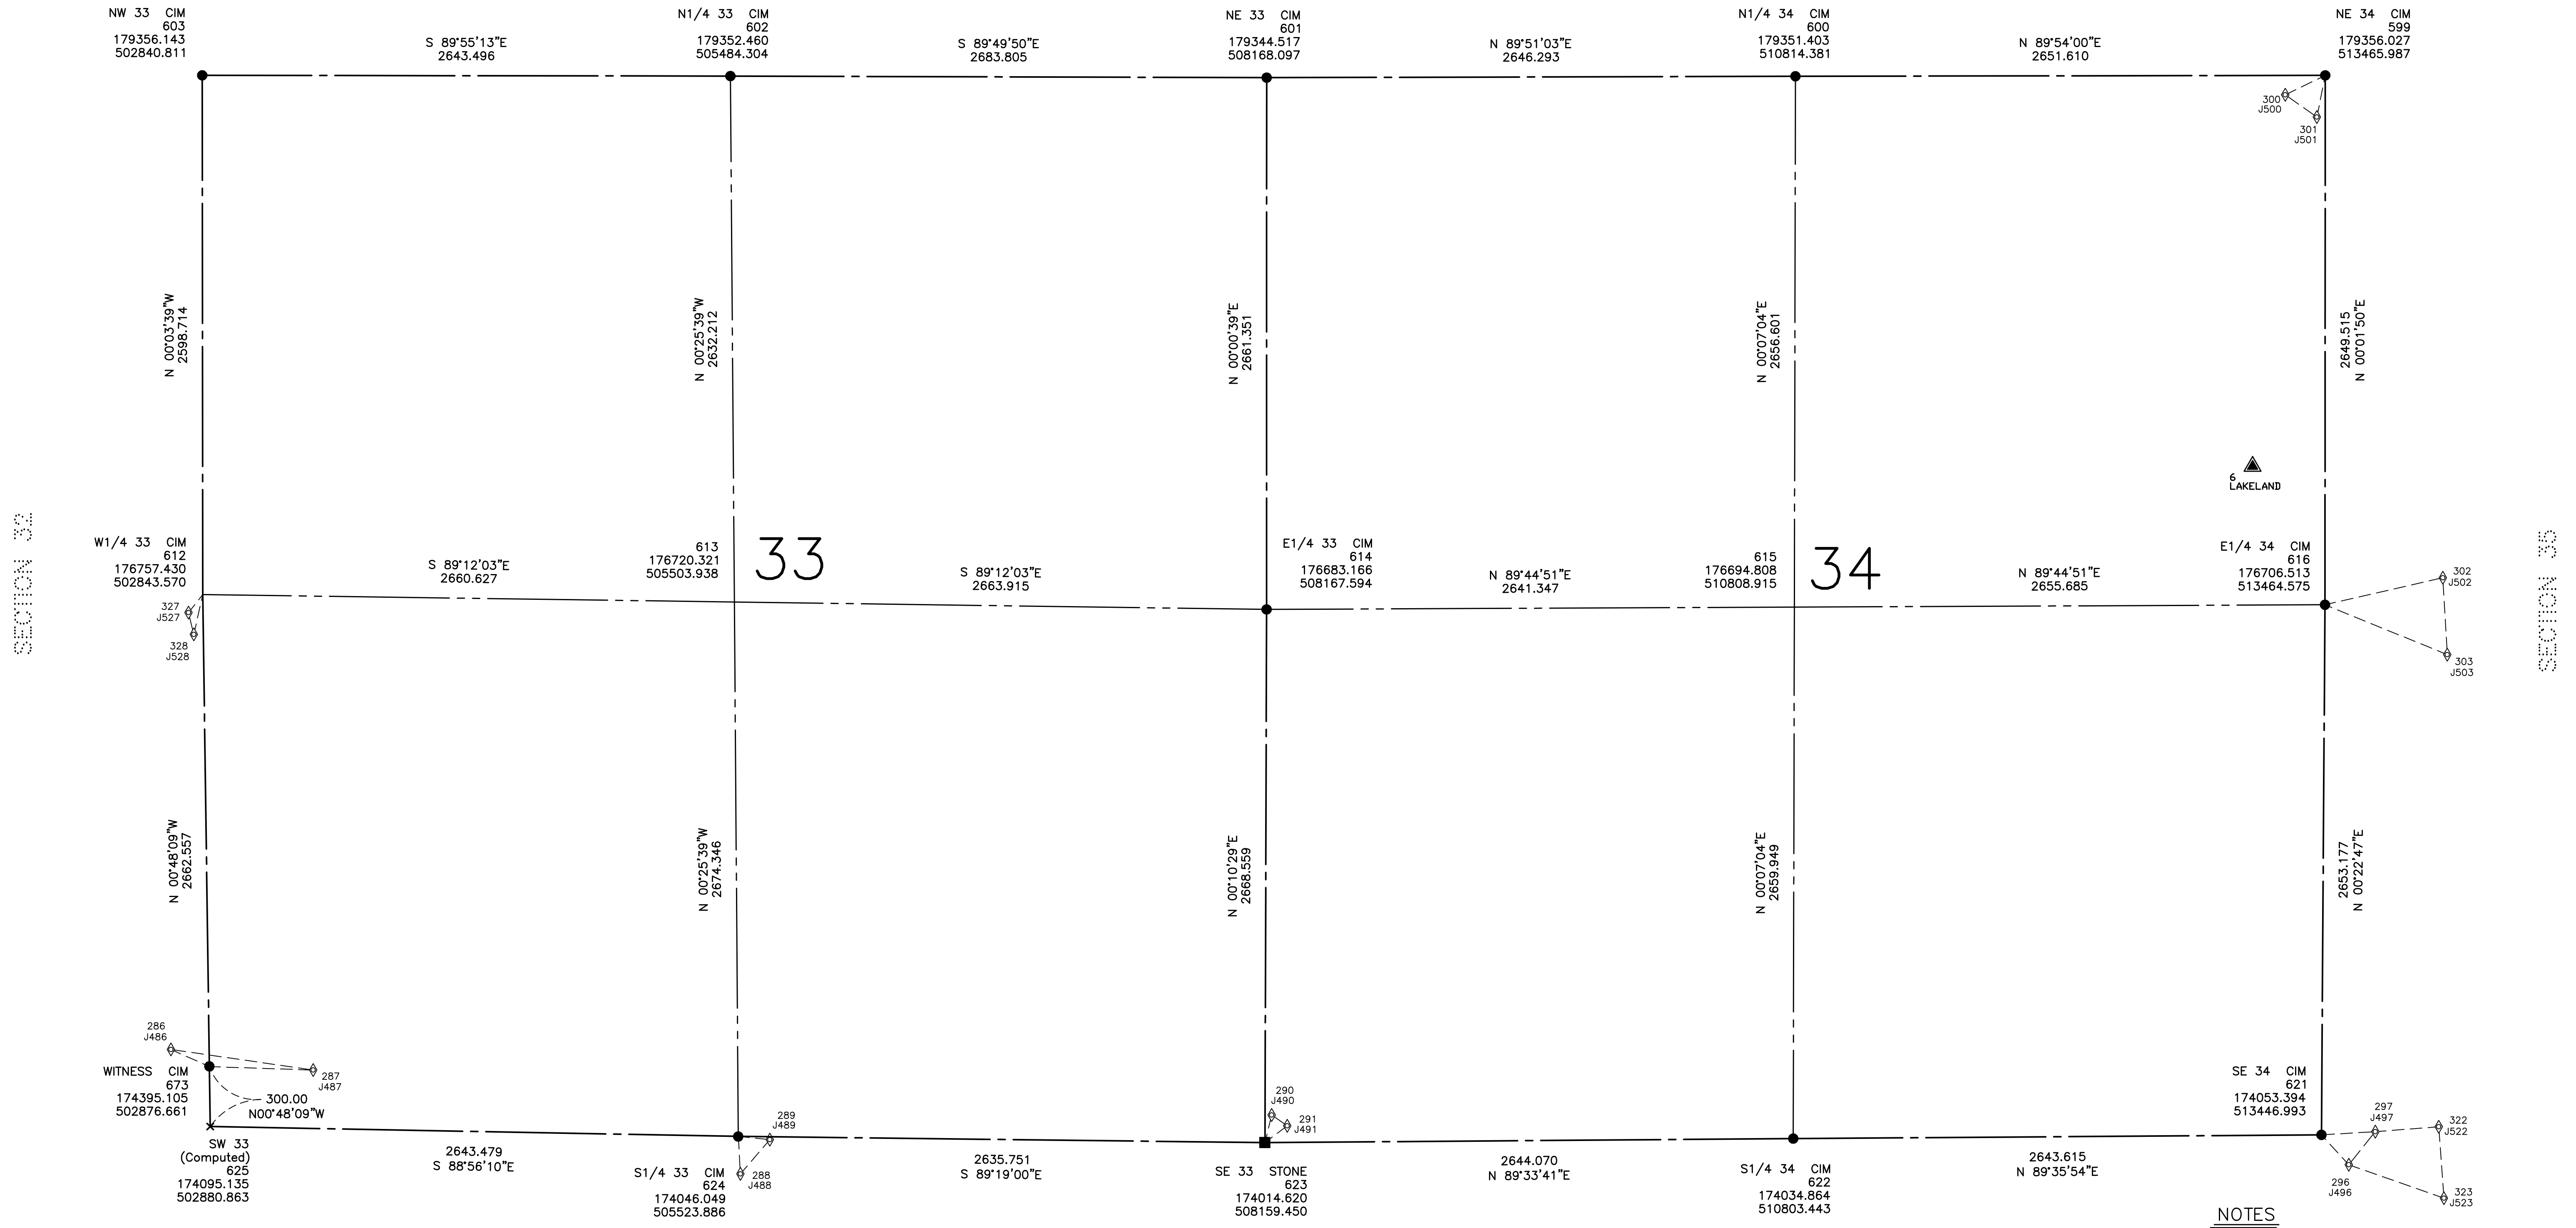 NW 33 CIM
603
179356.143
502840.811
S 89°55'13"E
2643.496
N1/4 33 CIM
602
179352.460
505484.304
S 89°49'50"E
2683.805
NE 33 CIM
601
179344.517
508168.097
N 89°51'03"E
2646.293
N1/4 34 CIM
600
179351.403
510814.381
N 89°54'00"E
2651.610
NE 34 CIM
599
179356.027
513465.987
300
J500
301
J501
N 00°03'39"W
2598.714
N 00°25'39"W
2632.212
N 00°00'39"E
2661.351
N 00°07'04"E
2656.601
2649.515
N 00°01'50"E
6
LAKELAND
SECTION 32
W1/4 33 CIM
612
176757.430
502843.570
S 89°12'03"E
2660.627
613
176720.321
505503.938
33
S 89°12'03"E
2663.915
E1/4 33 CIM
614
176683.166
508167.594
N 89°44'51"E
2641.347
615
176694.808
510808.915
34
N 89°44'51"E
2655.685
E1/4 34 CIM
616
176706.513
513464.575
302
J502
303
J503
SECTION 35
327
J527
328
J528
N 00°48'09"W
2662.557
N 00°25'39"W
2674.346
N 00°10'29"E
2668.559
N 00°07'04"E
2659.949
2653.177
N 00°22'47"E
286
J486
287
J487
WITNESS CIM
673
174395.105
502876.661
300.00
N00°48'09"W
SW 33
(Computed)
625
174095.135
502880.863
2643.479
S 88°56'10"E
289
J489
288
J488
S1/4 33 CIM
624
174046.049
505523.886
2635.751
S 89°19'00"E
290
J490
291
J491
SE 33 STONE
623
174014.620
508159.450
2644.070
N 89°33'41"E
S1/4 34 CIM
622
174034.864
510803.443
2643.615
N 89°35'54"E
SE 34 CIM
621
174053.394
513446.993
297
J497
322
J522
296
J496
323
J523
NOTES